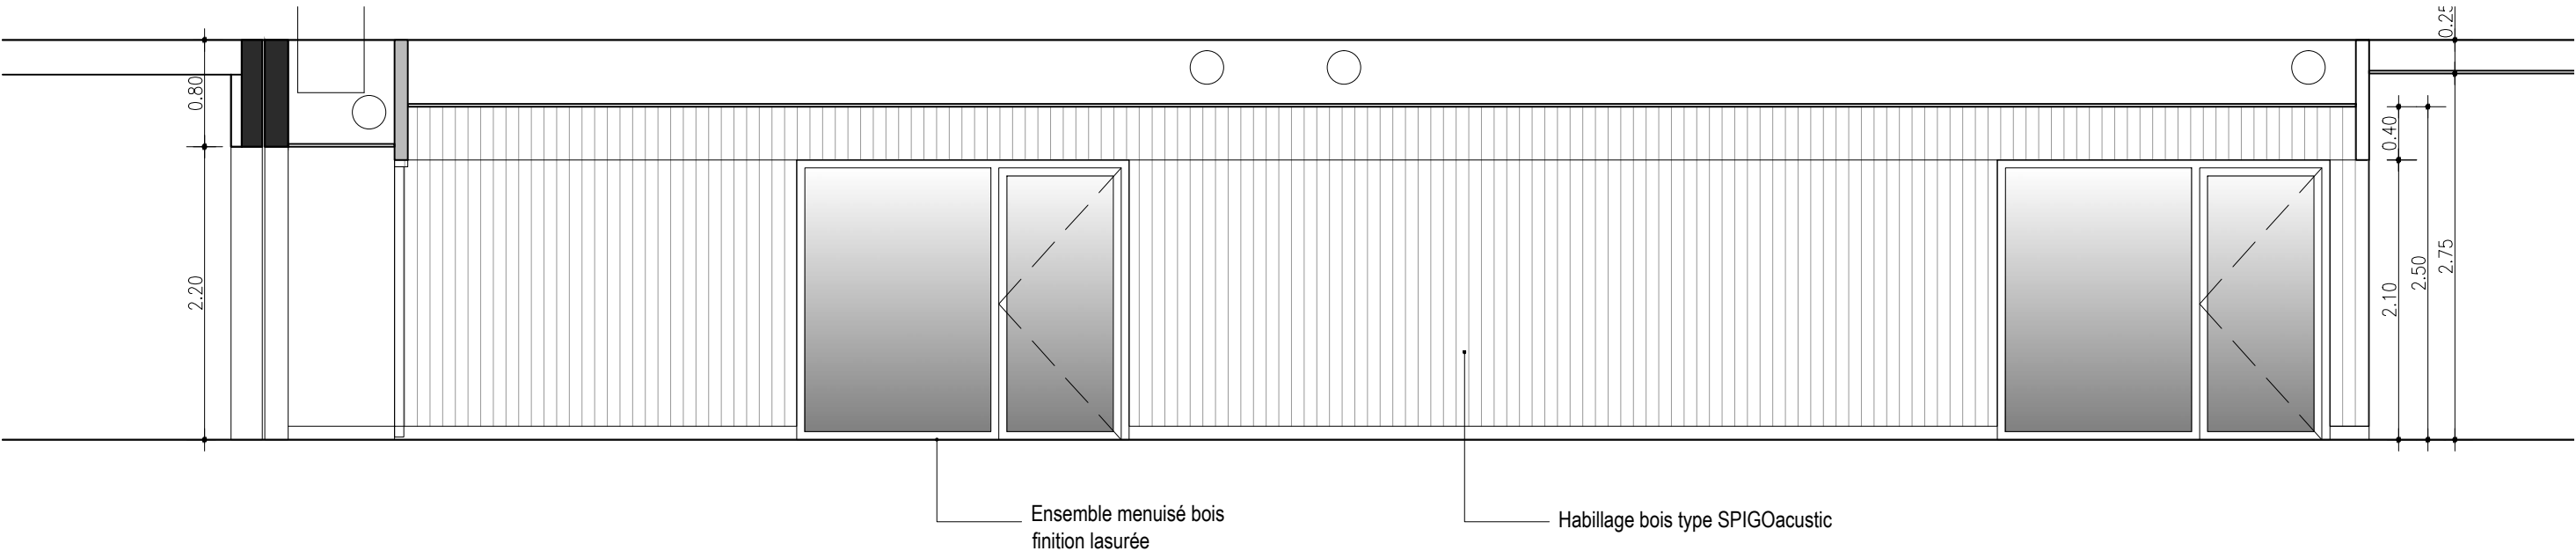 0.25
0.80
0.40
2.20
2.10
2.50
2.75
Ensemble menuisé bois
finition lasurée
Habillage bois type SPIGOacustic